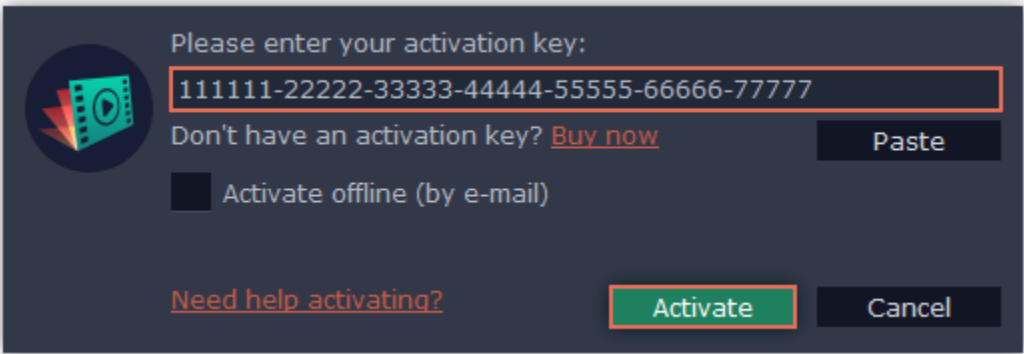 Please enter your activation key:
111111-22222-33333-44444-55555-66666-77777
Don't have an activation key? Buy now
Paste
Activate offline (by e-mail)
Need help activating?
Activate
Cancel